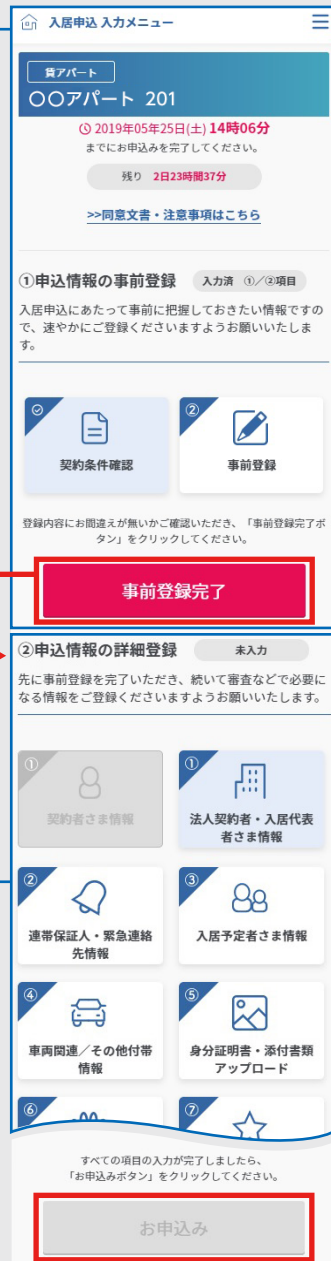 入居申込 入力メニュー
賃アパート
〇〇アパート 201
2019年05年25日(土) 14時06分
までにお申込みを完了してください。
残り 2日23時間37分
>>同意文書・注意事項はこちら
①申込情報の事前登録 入力済 ①／②項目
入居申込にあたって事前に把握しておきたい情報ですの
で、速やかにご登録くださいますようお願いいたしま
す。
契約条件確認
②
事前登録
登録内容にお間違えが無いかご確認いただき、「事前登録完了ボ
タン」をクリックしてください。
事前登録完了
②申込情報の詳細登録 未入力
先に事前登録を完了いただき、続いて審査などで必要に
なる情報をご登録くださいますようお願いいたします。
①
契約者さま情報
①
法人契約者・入居代表
者さま情報
②
連帯保証人・緊急連絡
先情報
③
入居予定者さま情報
④
車両関連／その他付帯
情報
⑤
身分証明書・添付書類
アップロード
⑥
⑦
すべての項目の入力が完了しましたら、
「お申込みボタン」をクリックしてください。
お申込み